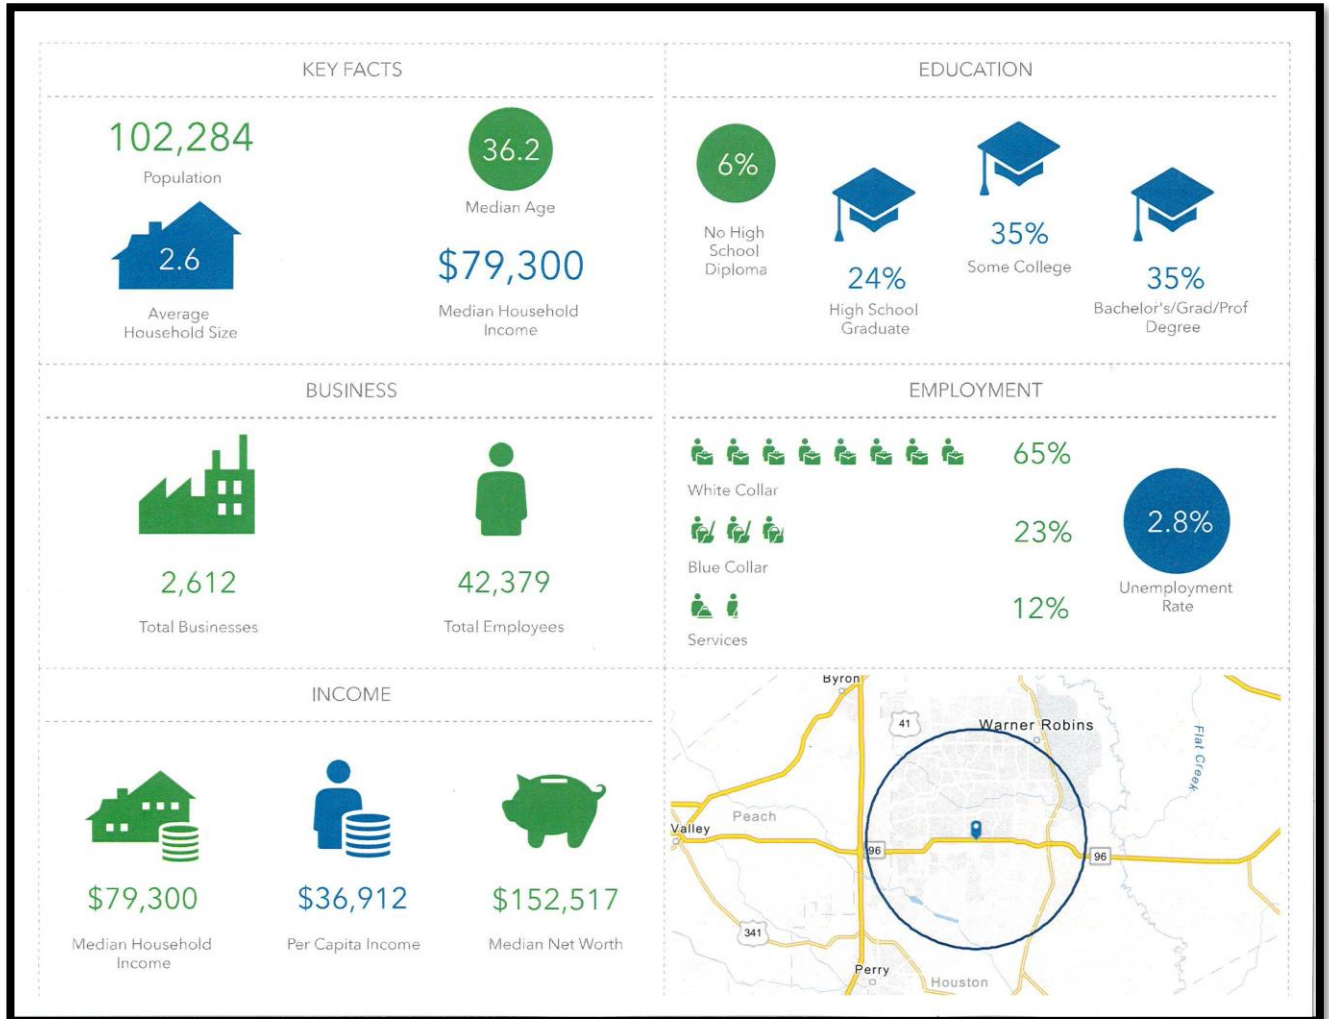 KEY FACTS
102,284
Population
36.2
Median Age
2.6
Average
Household Size
$79,300
Median Household
Income
EDUCATION
6%
No High
School
Diploma
24%
High School
Graduate
35%
Some College
35%
Bachelor's/Grad/Prof
Degree
BUSINESS
2,612
Total Businesses
42,379
Total Employees
EMPLOYMENT
65%
White Collar
23%
Blue Collar
12%
Services
2.8%
Unemployment
Rate
INCOME
$79,300
Median Household
Income
$36,912
Per Capita Income
$152,517
Median Net Worth
Byron
41
Warner Robins
Flat Creek
Peach
Valley
96
96
341
Perry
Houston